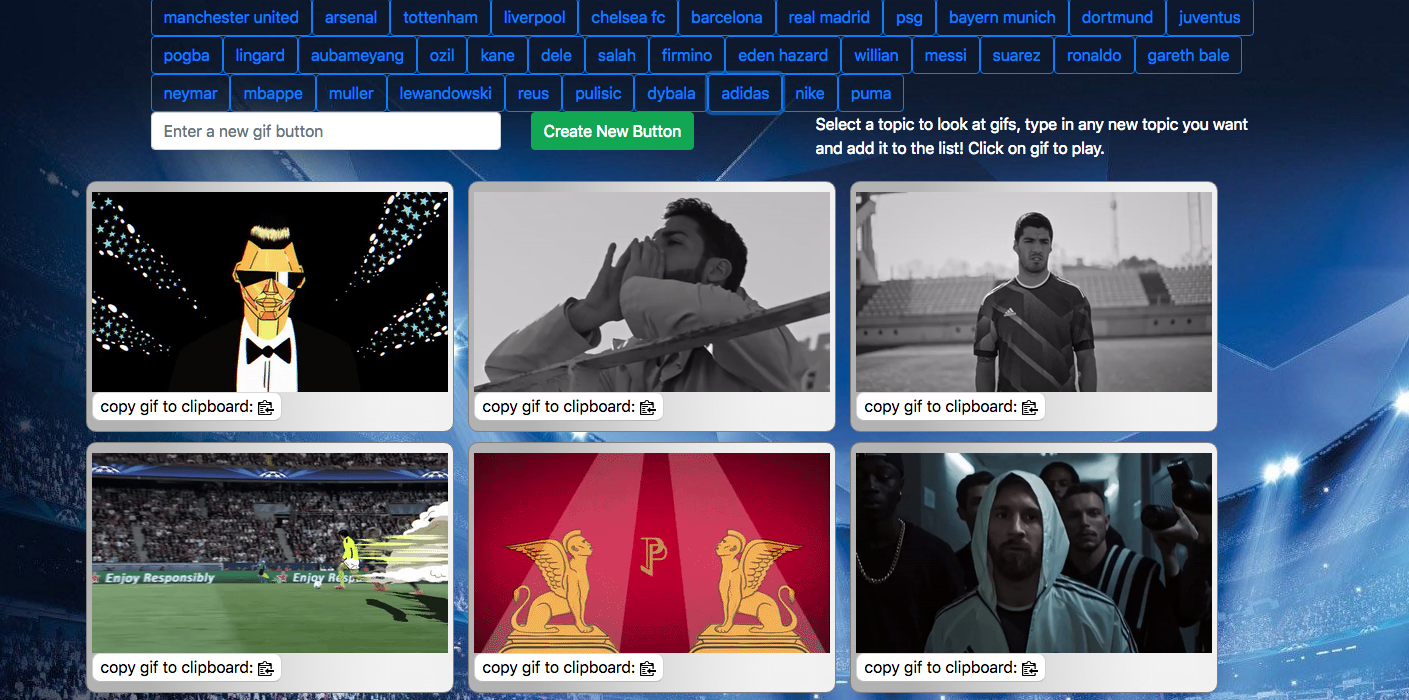 manchester united arsenal tottenham liverpool chelsea fc barcelona real madrid psg bayern munich dortmund juventus
pogba lingard aubameyang ozil kane dele salah firmino eden hazard willian messi suarez ronaldo gareth bale
neymar mbappe muller lewandowski reus pulisic dybala adidas nike puma
Enter a new gif button
Create New Button
Select a topic to look at gifs, type in any new topic you want
and add it to the list! Click on gif to play.
copy gif to clipboard:
copy gif to clipboard:
copy gif to clipboard:
Enjoy Responsibly
Enjoy Resp
copy gif to clipboard:
copy gif to clipboard:
copy gif to clipboard: